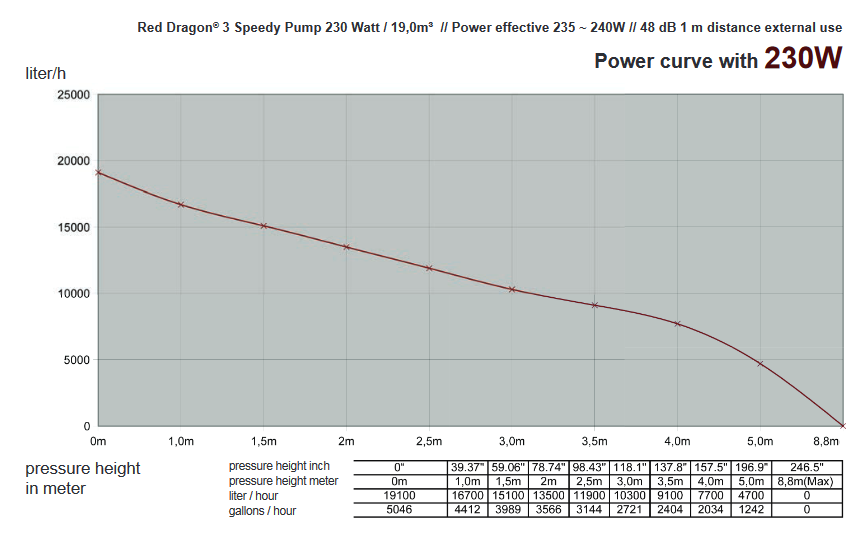 Red Dragon® 3 Speedy Pump 230 Watt / 19,0m³ // Power effective 235 ~ 240W // 48 dB 1 m distance external use
Power curve with 230W
liter/h
25000
20000
15000
10000
5000
0
0m 1,0m 1,5m 2m 2,5m 3,0m 3,5m 4,0m 5,0m 8,8m
pressure height
in meter
pressure height inch 0" 39.37" 59.06" 78.74" 98.43" 118.1" 137.8" 157.5" 196.9" 246.5"
pressure height meter 0m 1,0m 1,5m 2m 2,5m 3,0m 3,5m 4,0m 5,0m 8,8m(Max)
liter / hour 19100 16700 15100 13500 11900 10300 9100 7700 4700 0
gallons / hour 5046 4412 3989 3566 3144 2721 2404 2034 1242 0